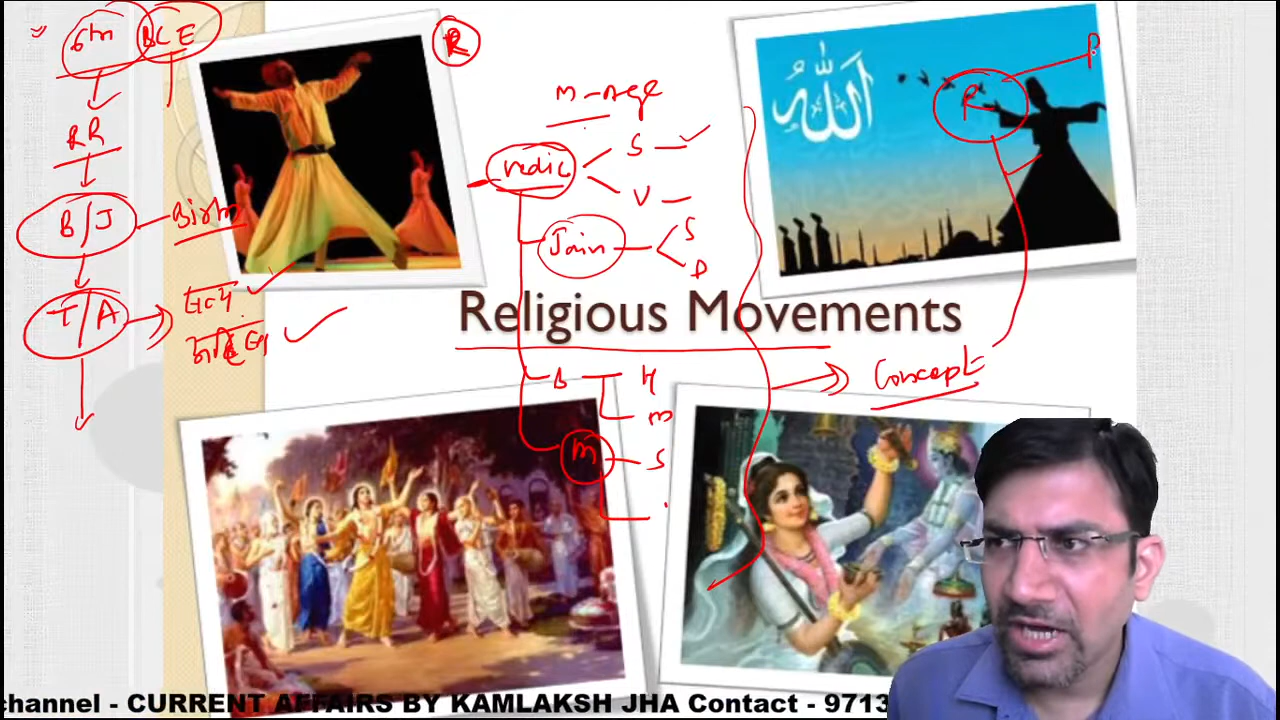 6th BCE
RR
B/J - Birth
T/A
सत्य
R
M-age
Vedic
S
V
Jain
S
D
B
H
M
M
S
الله
R
P
Religious Movements
Concept
channel - CURRENT AFFAIRS BY KAMLAKSH JHA Contact - 9713